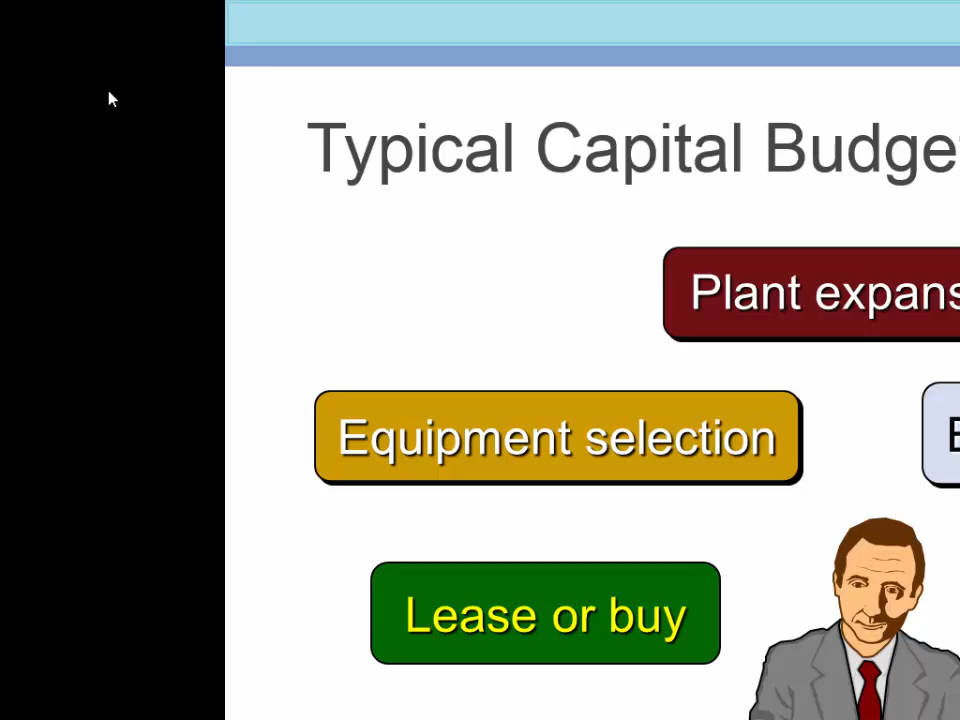 Typical Capital Budge
Plant expans
Equipment selection
Lease or buy